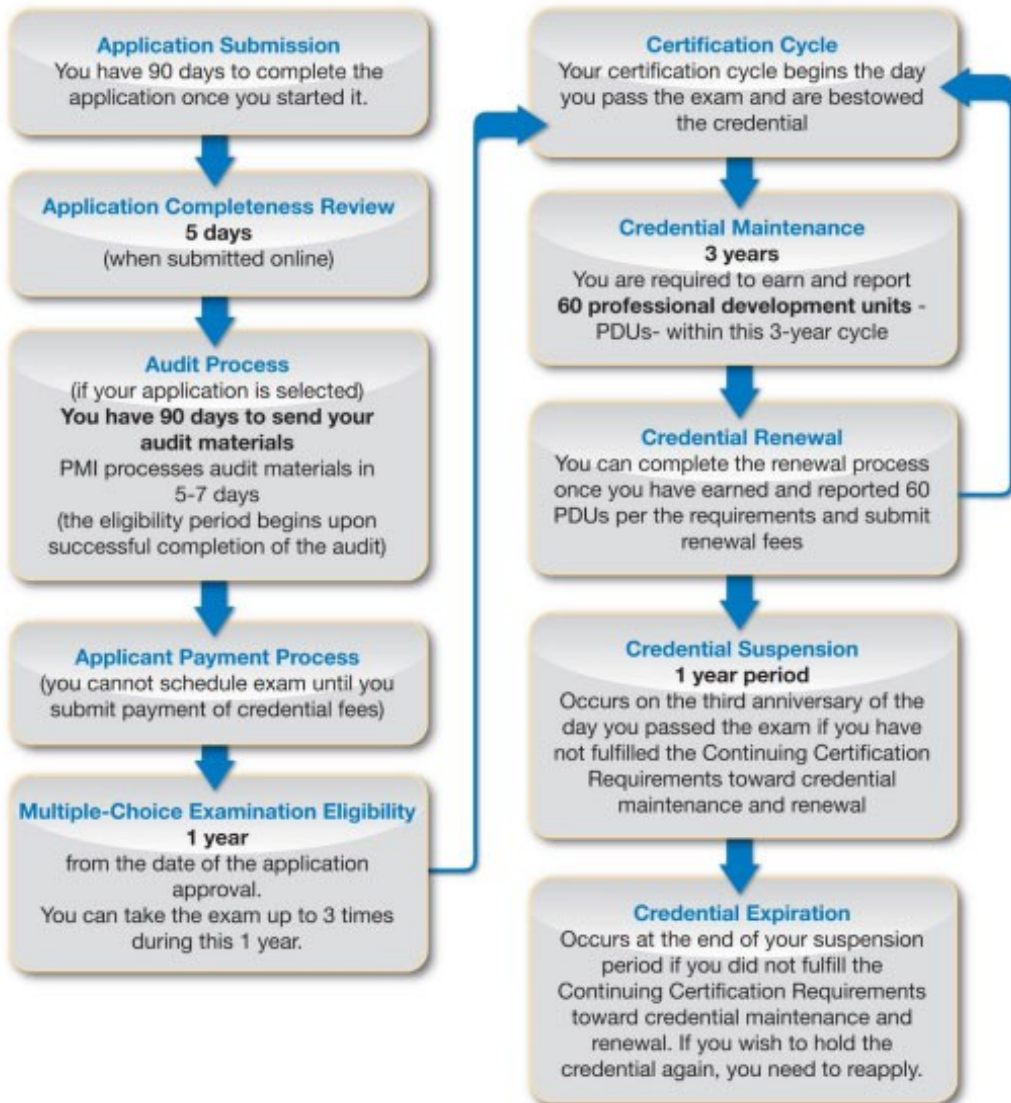 Application Submission
You have 90 days to complete the
application once you started it.
Application Completeness Review
5 days
(when submitted online)
Audit Process
(if your application is selected)
You have 90 days to send your
audit materials
PMI processes audit materials in
5-7 days
(the eligibility period begins upon
successful completion of the audit)
Applicant Payment Process
(you cannot schedule exam until you
submit payment of credential fees)
Multiple-Choice Examination Eligibility
1 year
from the date of the application
approval.
You can take the exam up to 3 times
during this 1 year.
Certification Cycle
Your certification cycle begins the day
you pass the exam and are bestowed
the credential
Credential Maintenance
3 years
You are required to earn and report
60 professional development units -
PDUs- within this 3-year cycle
Credential Renewal
You can complete the renewal process
once you have earned and reported 60
PDUs per the requirements and submit
renewal fees
Credential Suspension
1 year period
Occurs on the third anniversary of the
day you passed the exam if you have
not fulfilled the Continuing Certification
Requirements toward credential
maintenance and renewal
Credential Expiration
Occurs at the end of your suspension
period if you did not fulfill the
Continuing Certification Requirements
toward credential maintenance and
renewal. If you wish to hold the
credential again, you need to reapply.